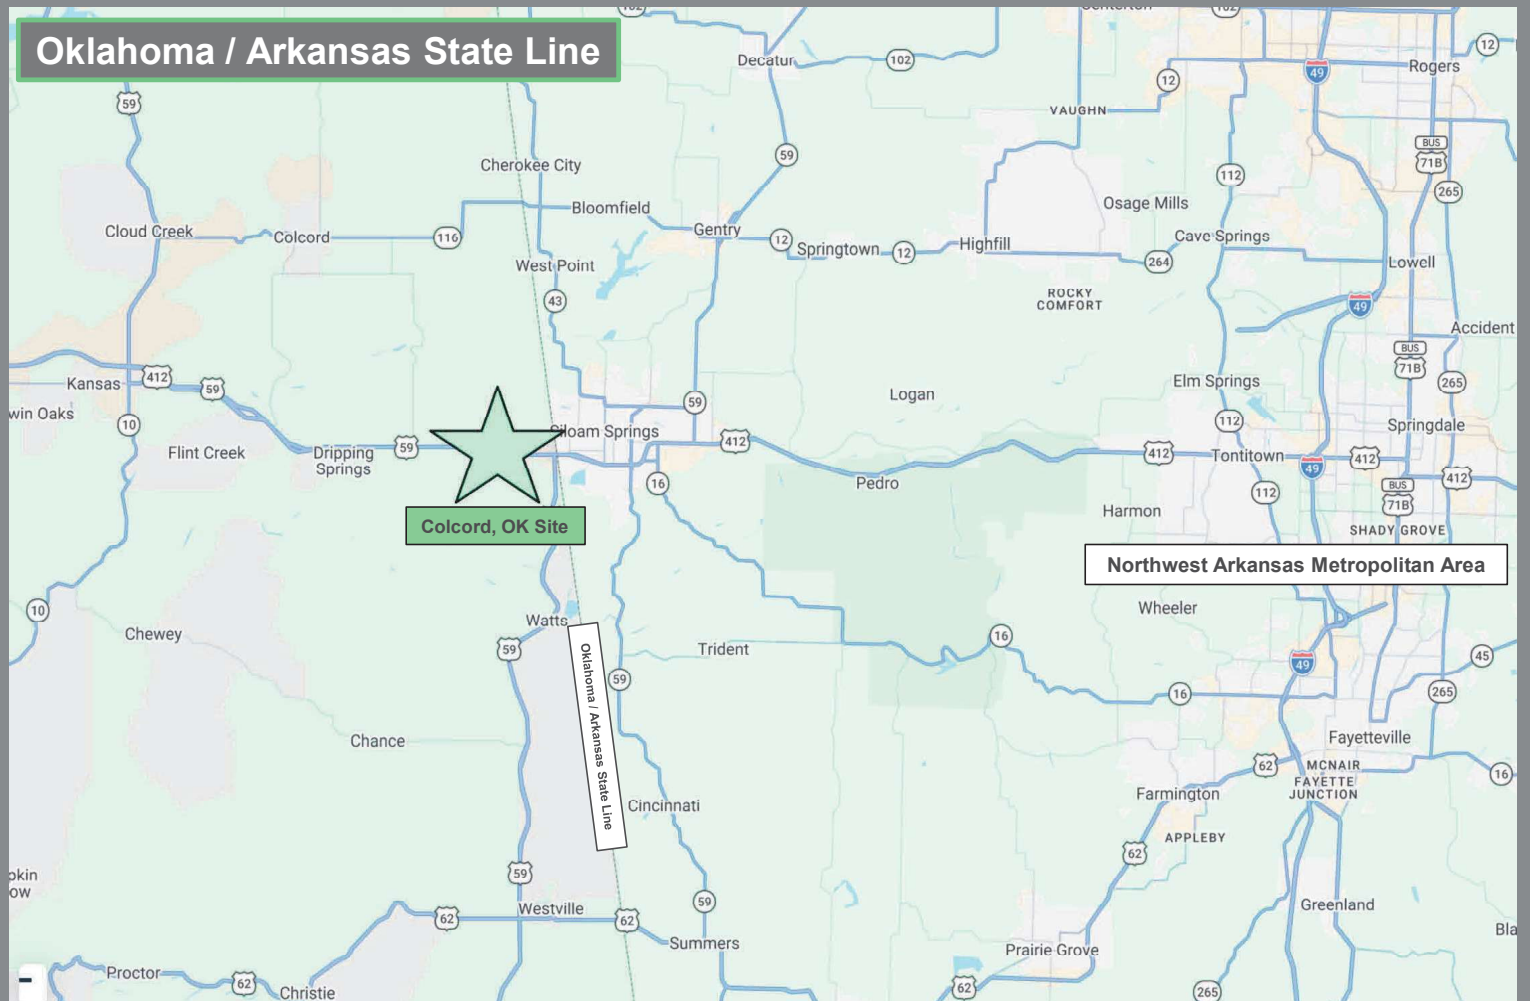 Oklahoma / Arkansas State Line
102
Centerton
102
Decatur
102
12
49
Rogers
12
59
VAUGHN
BUS
71B
Cherokee City
59
112
265
Bloomfield
Osage Mills
Cloud Creek
Colcord
116
Gentry
12
Springtown
12
Highfill
Cave Springs
264
Lowell
West Point
43
ROCKY
COMFORT
49
Accident
BUS
71B
Kansas
412
59
59
Logan
Elm Springs
265
win Oaks
10
112
Springdale
Siloam Springs
412
Flint Creek
Dripping
Springs
59
412
Tontitown
49
412
412
16
Pedro
112
BUS
71B
Harmon
SHADY GROVE
Colcord, OK Site
Northwest Arkansas Metropolitan Area
10
Wheeler
Watts
Chewey
59
Trident
16
49
45
Oklahoma / Arkansas State Line
59
16
265
Chance
Fayetteville
62
MCNAIR
FAYETTE
JUNCTION
16
Cincinnati
Farmington
APPLEBY
62
pkin
ow
59
Westville
59
Greenland
62
62
Summers
Prairie Grove
Bla
Proctor
62
Christie
62
265